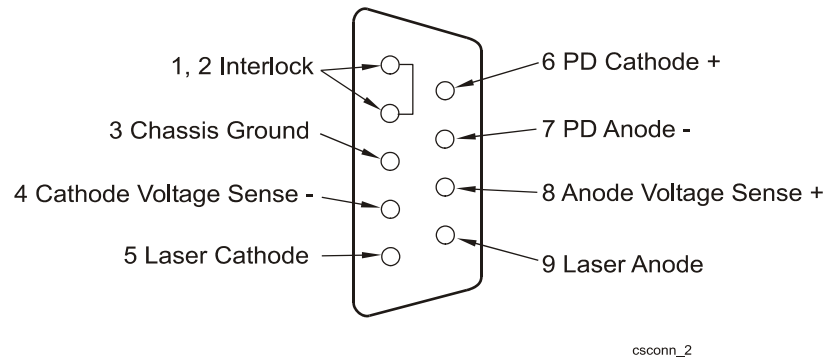 1, 2 Interlock
3 Chassis Ground
4 Cathode Voltage Sense -
5 Laser Cathode
6 PD Cathode +
7 PD Anode -
8 Anode Voltage Sense +
9 Laser Anode
csconn_2